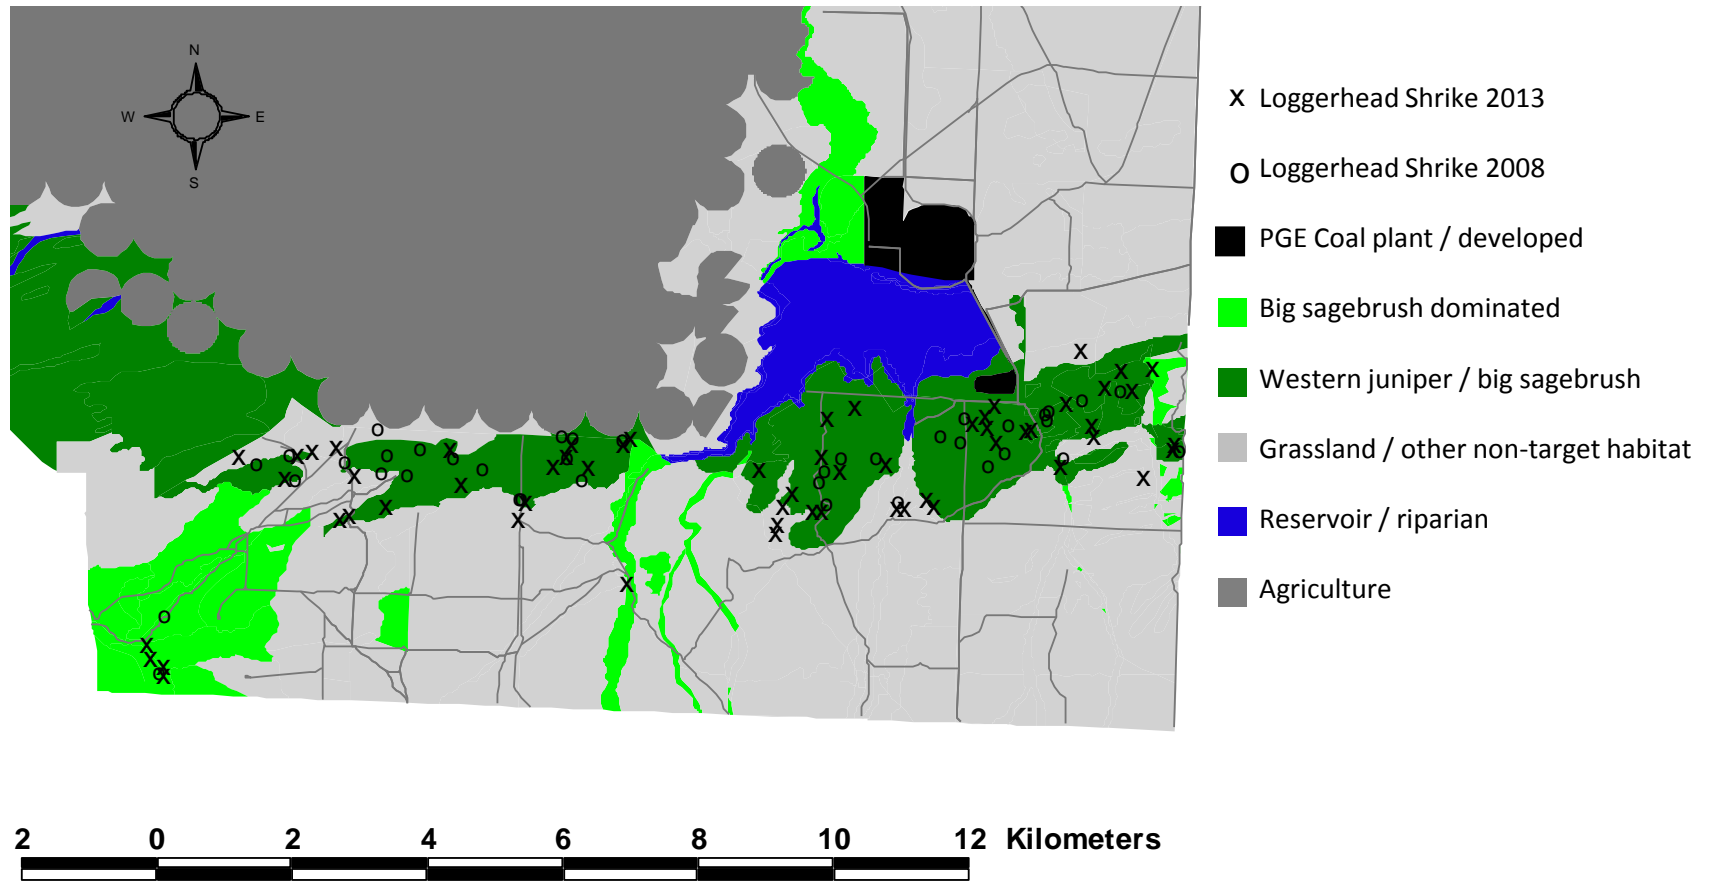 N
W E
S
x Loggerhead Shrike 2013
o Loggerhead Shrike 2008
PGE Coal plant / developed
Big sagebrush dominated
Western juniper / big sagebrush
Grassland / other non-target habitat
Reservoir / riparian
Agriculture
2 0 2 4 6 8 10 12 Kilometers